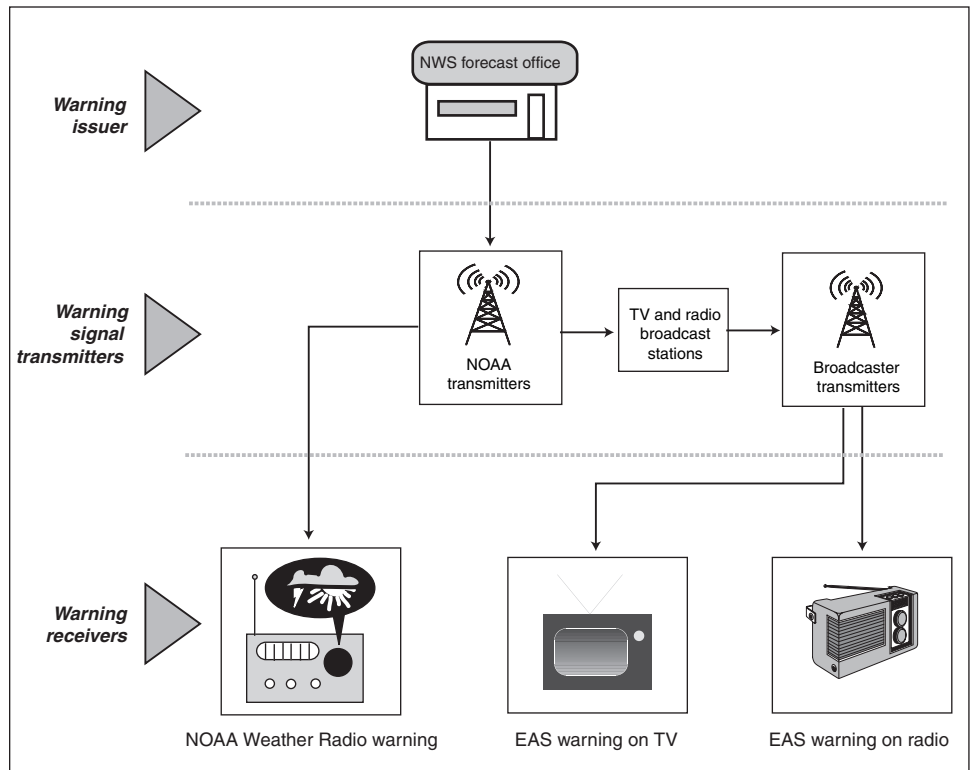 NWS forecast office
Warning
issuer
Warning
signal
transmitters
NOAA
transmitters
TV and radio
broadcast
stations
Broadcaster
transmitters
Warning
receivers
NOAA Weather Radio warning
EAS warning on TV
EAS warning on radio